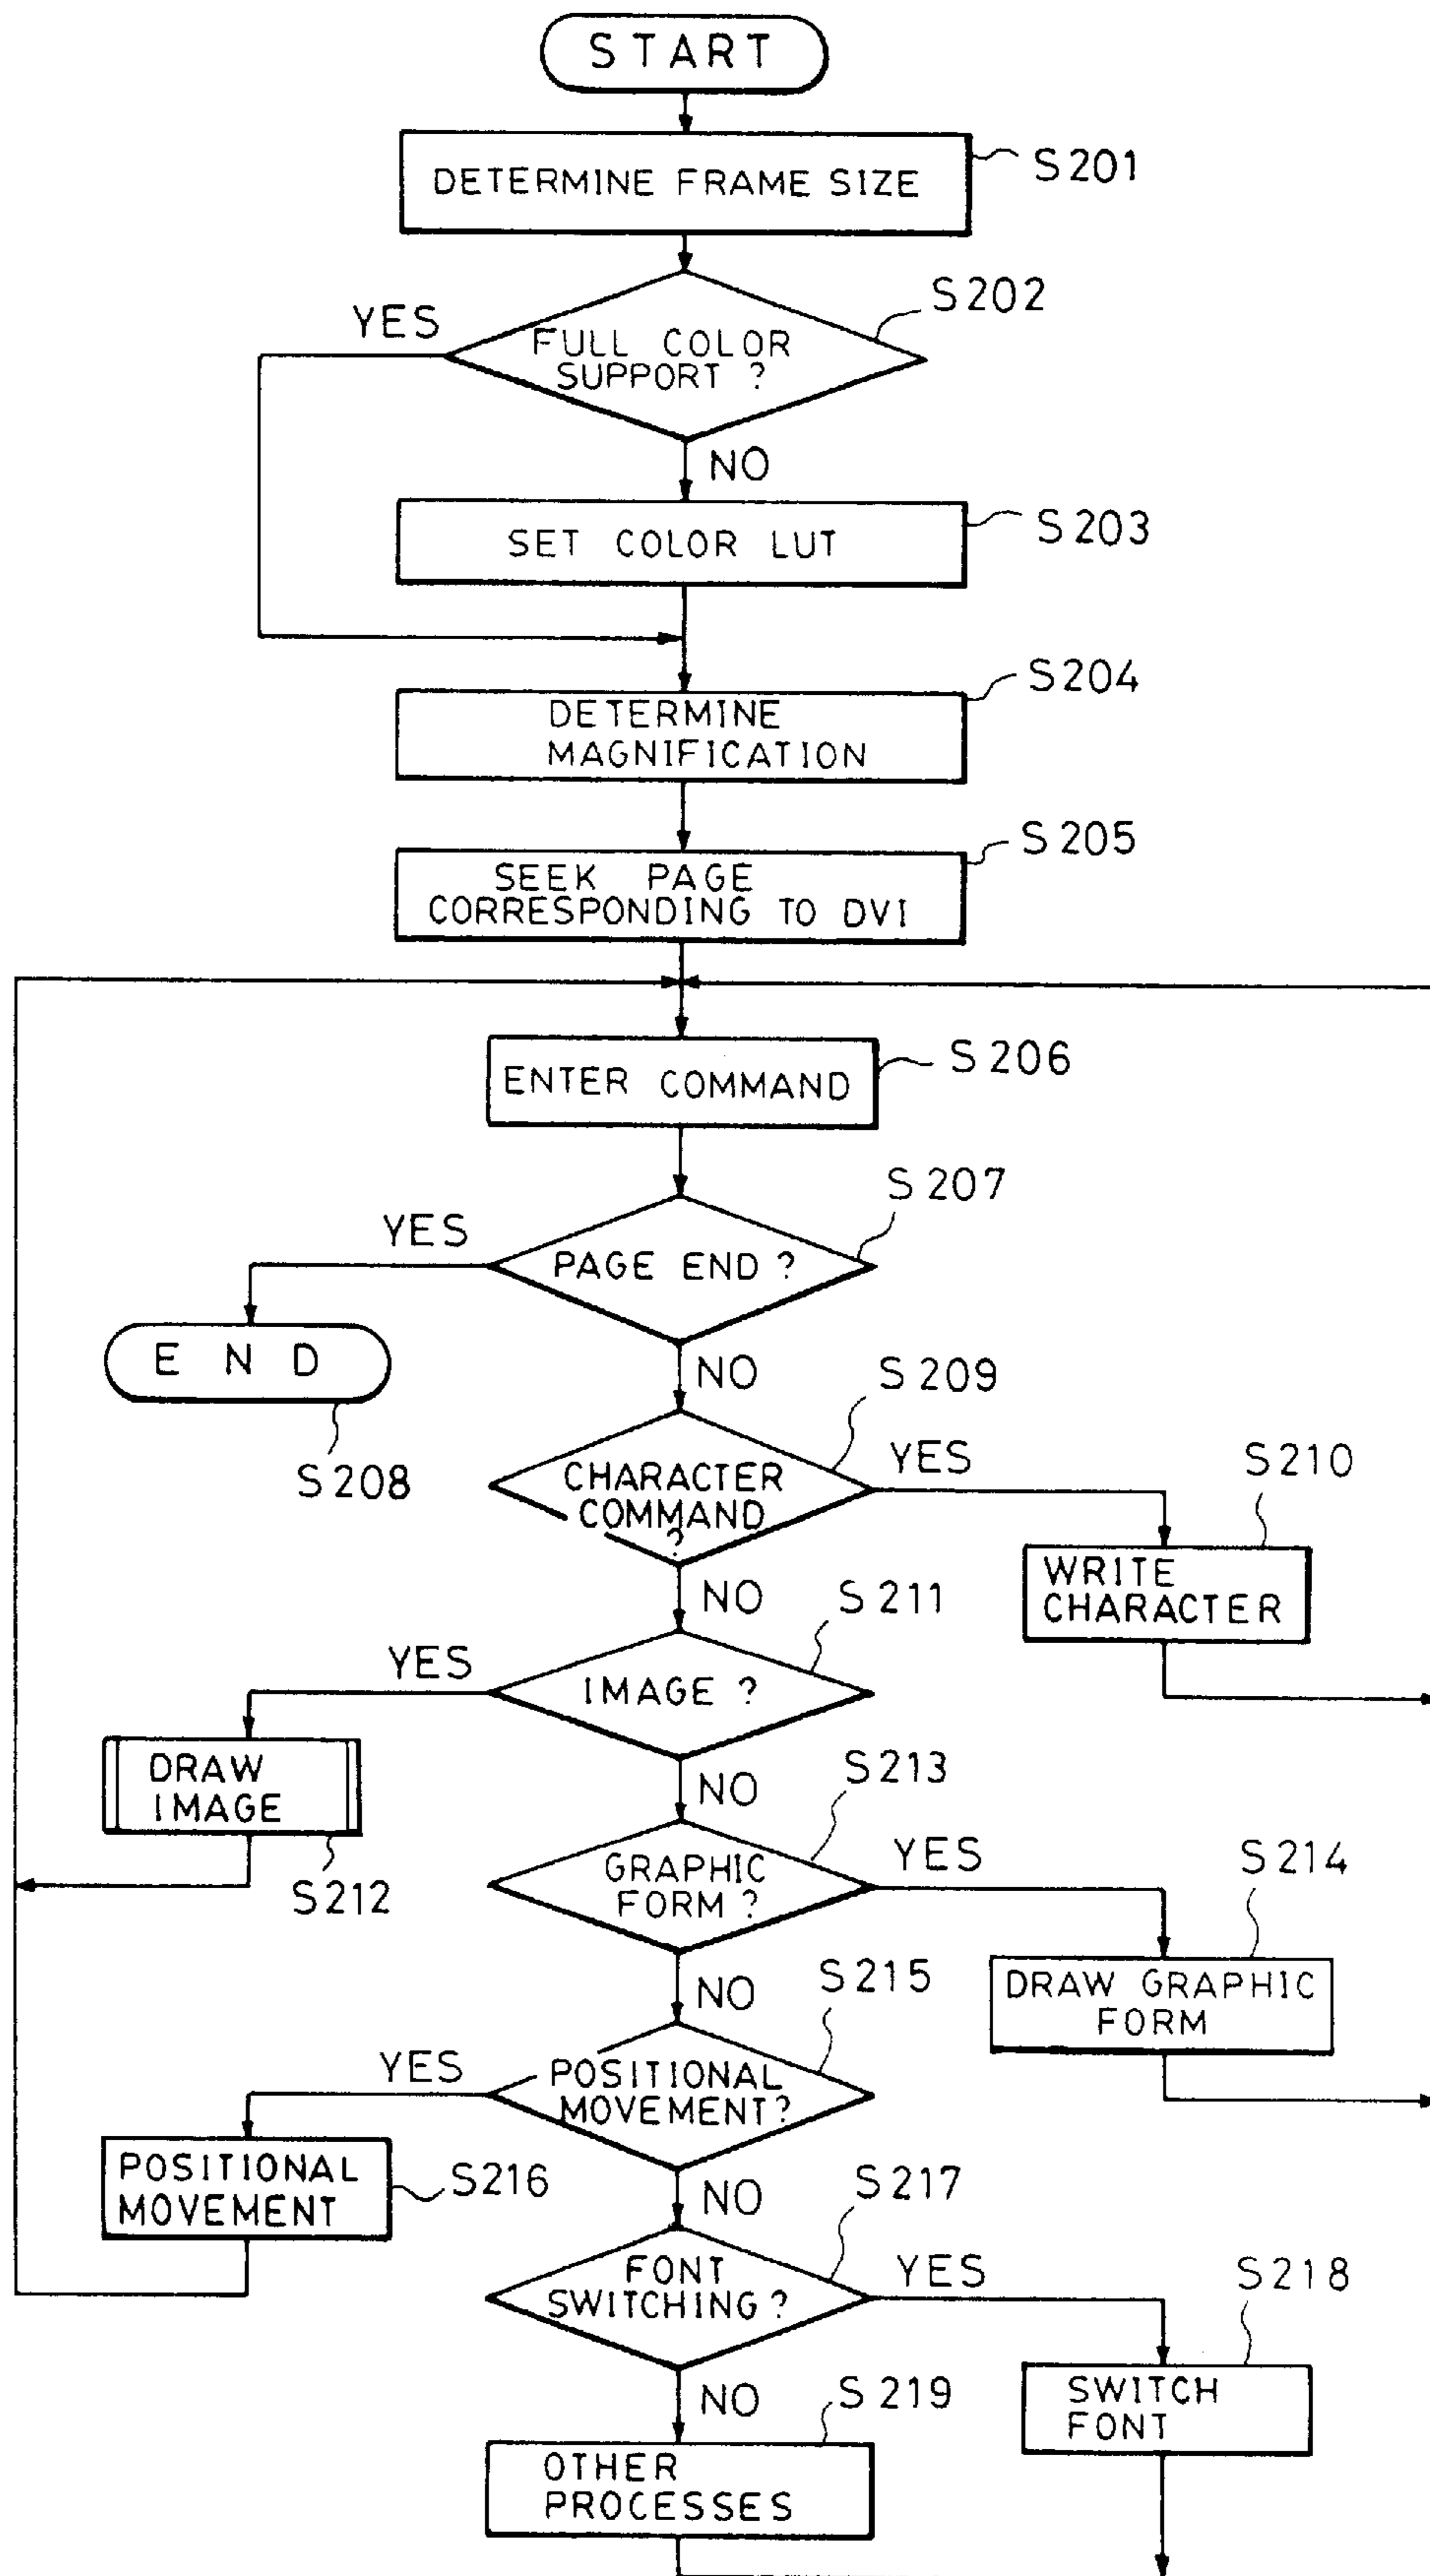 START
DETERMINE FRAME SIZE
S201
S202
YES
FULL COLOR
SUPPORT ?
NO
SET COLOR LUT
S203
S204
DETERMINE
MAGNIFICATION
S205
SEEK PAGE
CORRESPONDING TO DVI
ENTER COMMAND
S206
S207
YES
PAGE END ?
END
NO
S208
S209
CHARACTER
COMMAND
?
YES
S210
WRITE
CHARACTER
NO
S211
YES
IMAGE ?
DRAW
IMAGE
S212
NO
S213
GRAPHIC
FORM ?
YES
S214
DRAW GRAPHIC
FORM
NO
S215
YES
POSITIONAL
MOVEMENT?
POSITIONAL
MOVEMENT
S216
NO
S217
FONT
SWITCHING ?
YES
S218
SWITCH
FONT
NO
S219
OTHER
PROCESSES